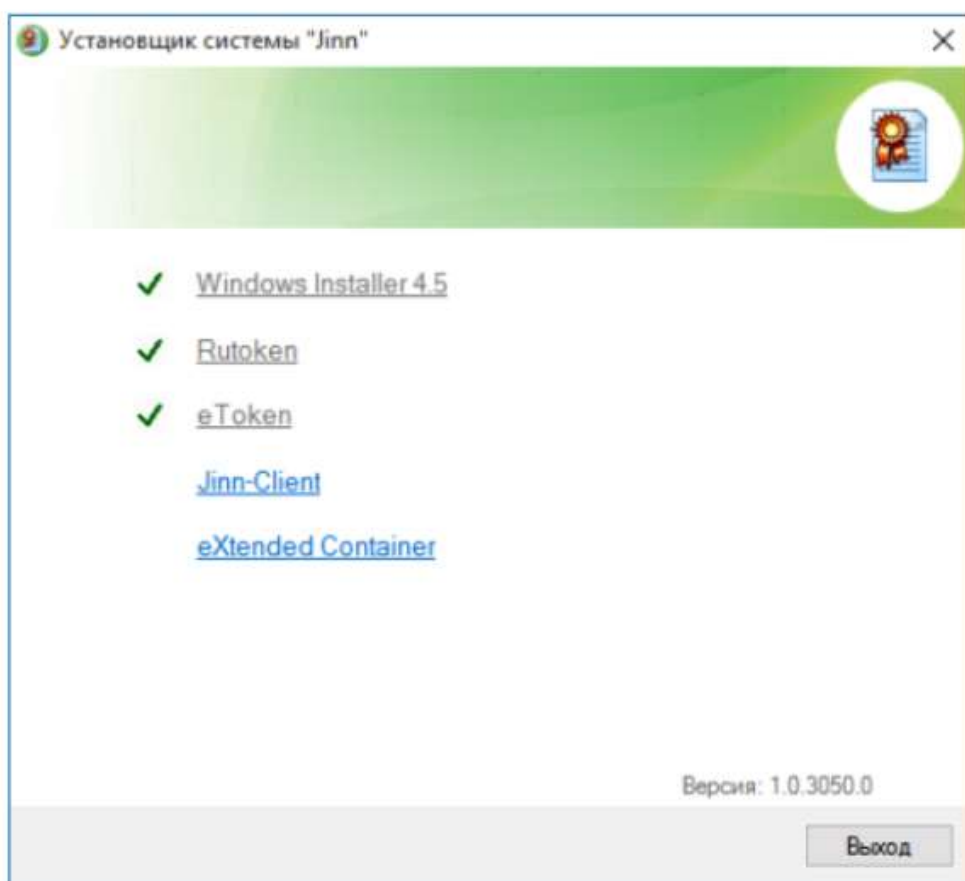 Установщик системы "Jinn"
Windows Installer 4.5
Rutoken
eToken
Jinn-Client
eXtended Container
Версия: 1.0.3050.0
Выход